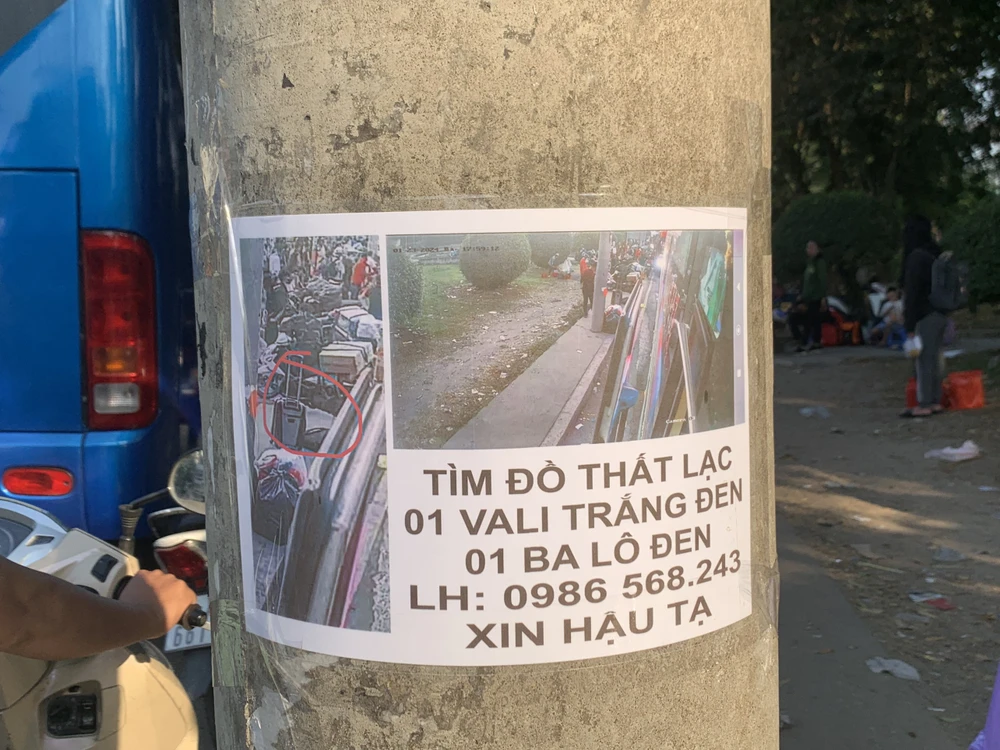 TÌM ĐỒ THẤT LẠC
01 VALI TRẮNG ĐEN
01 BA LÔ ĐEN
LH: 0986 568.243
XIN HẬU TẠ